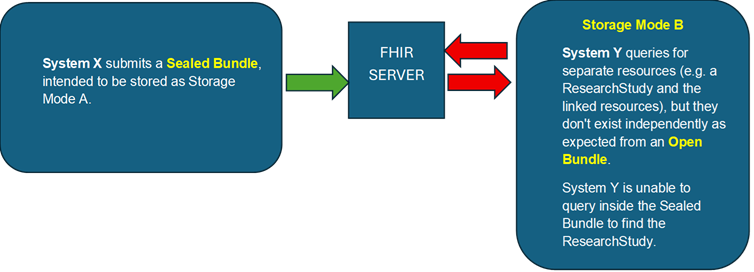 System X submits a Sealed Bundle,
intended to be stored as Storage
Mode A.
FHIR
SERVER
Storage Mode B
System Y queries for
separate resources (e.g. a
ResearchStudy and the
linked resources), but they
don't exist independently as
expected from an Open
Bundle.
System Y is unable to
query inside the Sealed
Bundle to find the
ResearchStudy.